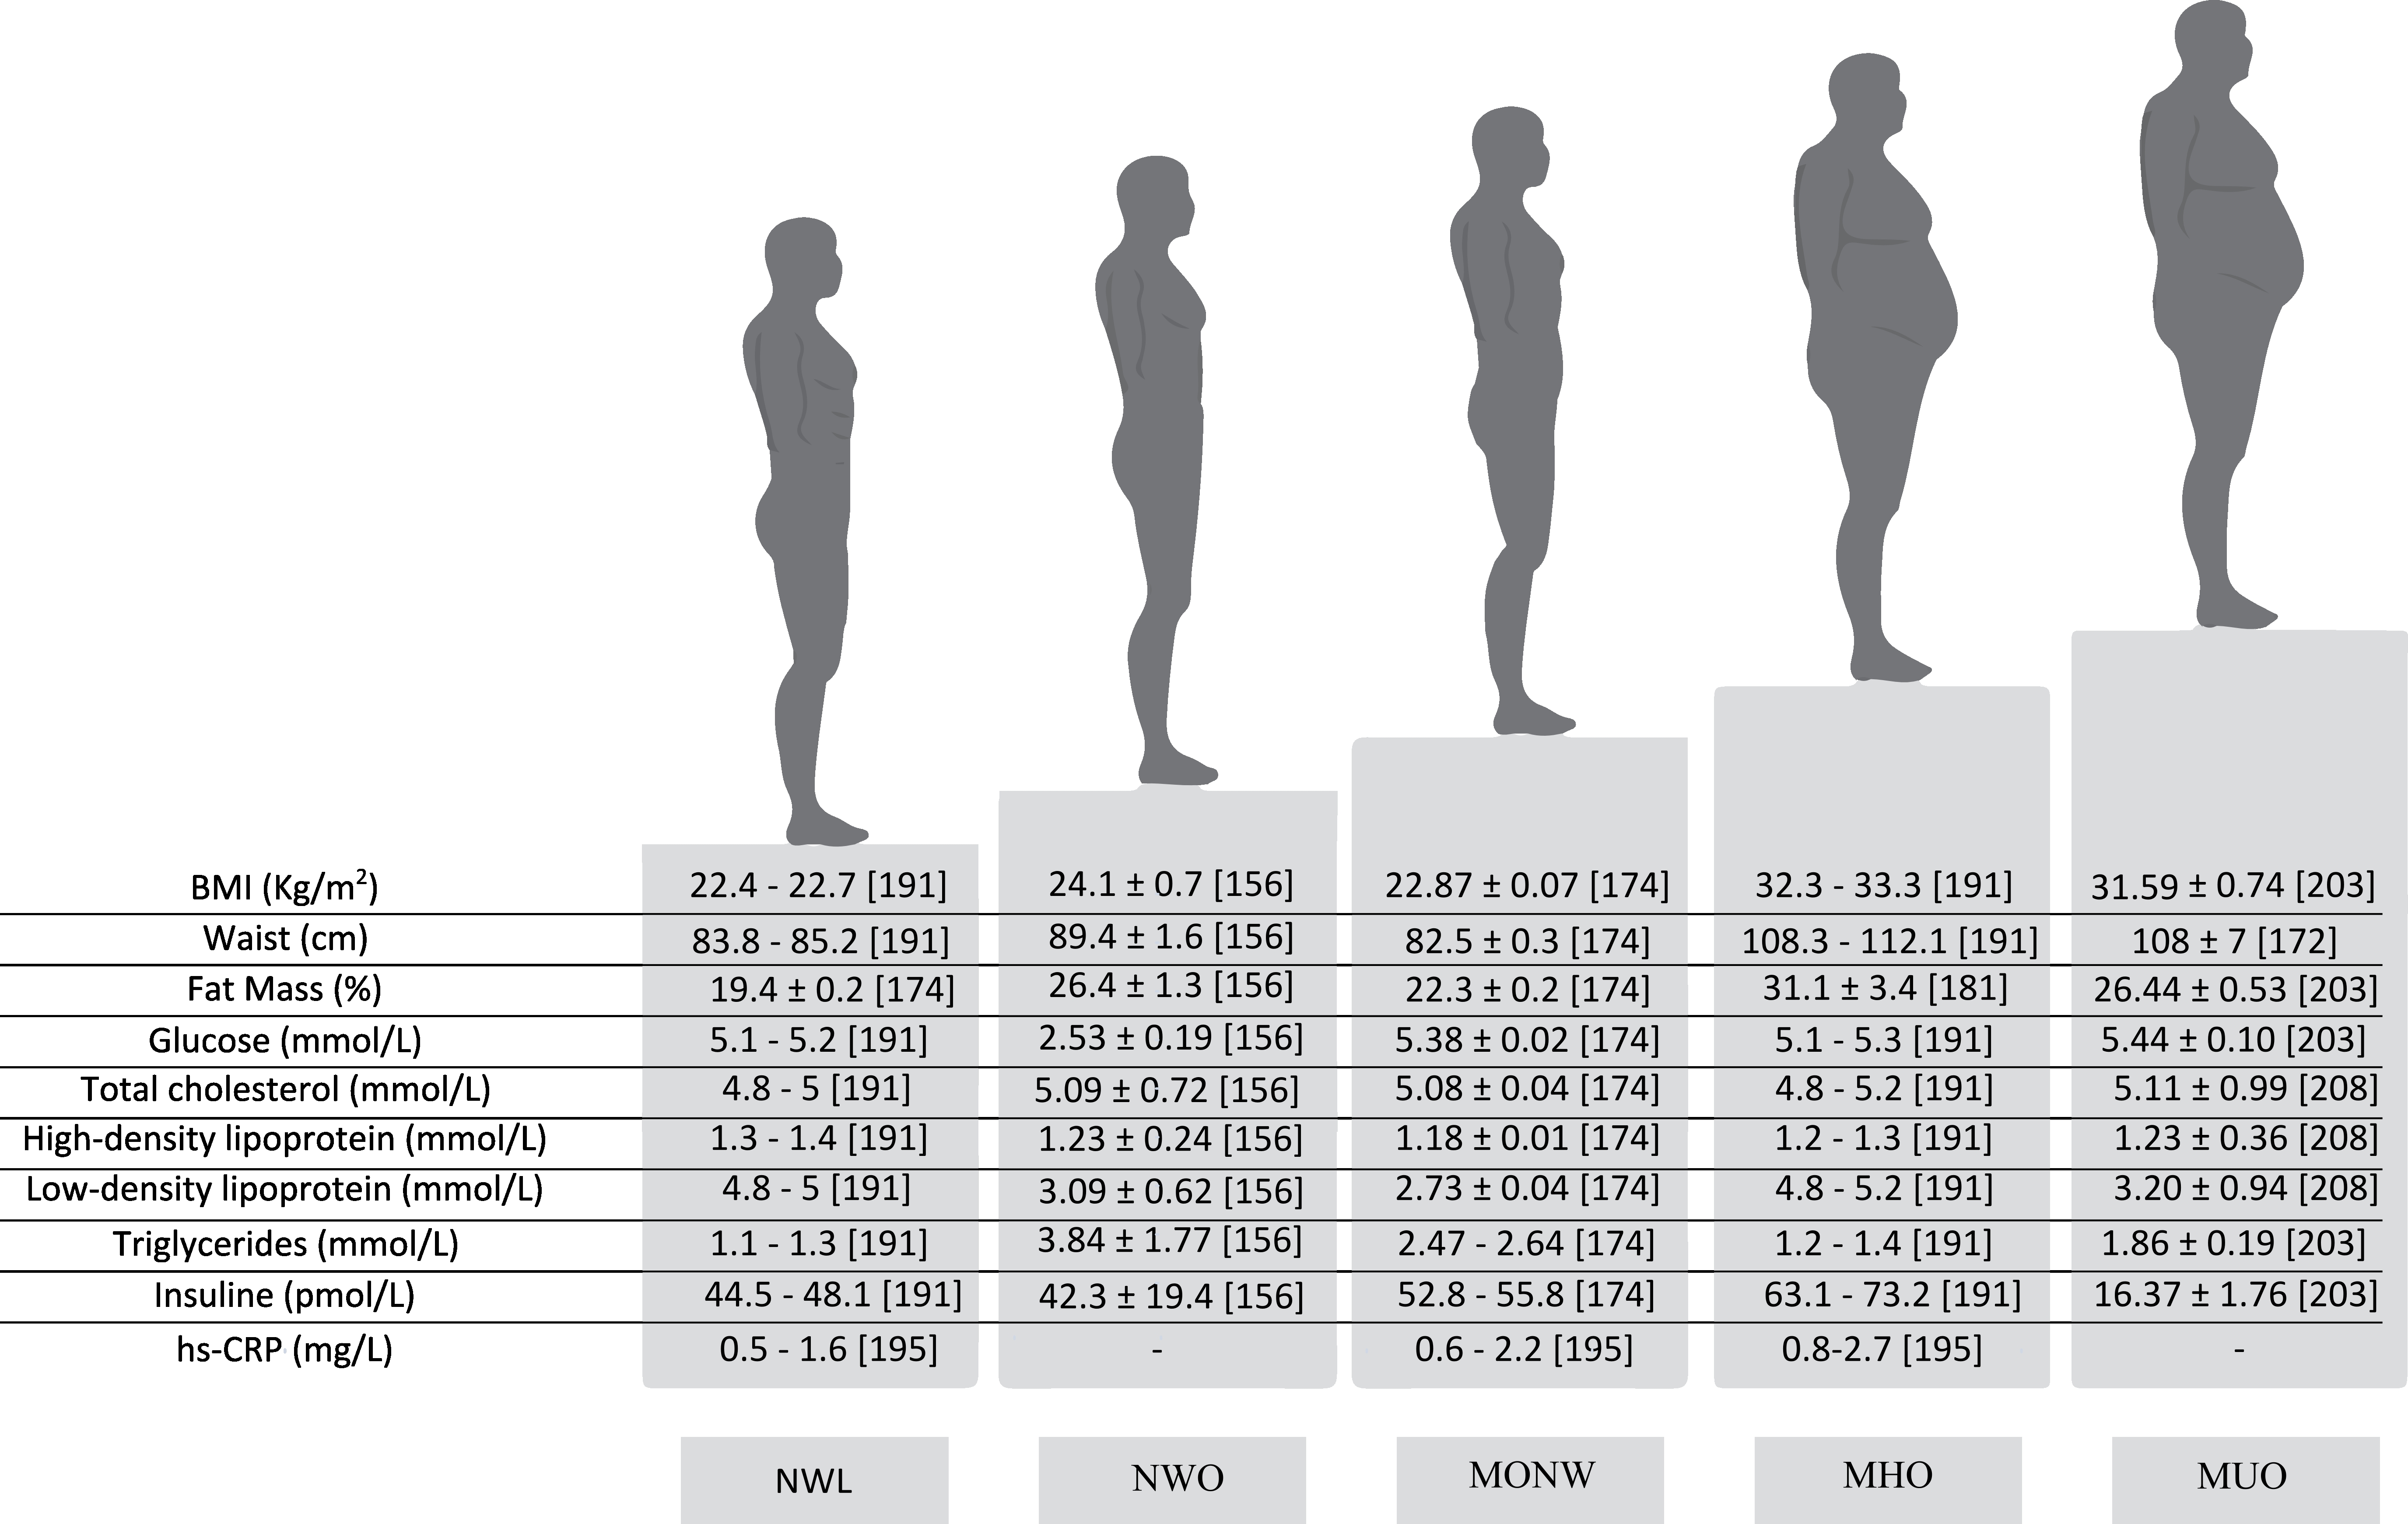 BMI (Kg/m²) 22.4 - 22.7 [191] 24.1 ± 0.7 [156] 22.87 ± 0.07 [174] 32.3 - 33.3 [191] 31.59 ± 0.74 [203]
Waist (cm) 83.8 - 85.2 [191] 89.4 ± 1.6 [156] 82.5 ± 0.3 [174] 108.3 - 112.1 [191] 108 ± 7 [172]
Fat Mass (%) 19.4 ± 0.2 [174] 26.4 ± 1.3 [156] 22.3 ± 0.2 [174] 31.1 ± 3.4 [181] 26.44 ± 0.53 [203]
Glucose (mmol/L) 5.1 - 5.2 [191] 2.53 ± 0.19 [156] 5.38 ± 0.02 [174] 5.1 - 5.3 [191] 5.44 ± 0.10 [203]
Total cholesterol (mmol/L) 4.8 - 5 [191] 5.09 ± 0.72 [156] 5.08 ± 0.04 [174] 4.8 - 5.2 [191] 5.11 ± 0.99 [208]
High-density lipoprotein (mmol/L) 1.3 - 1.4 [191] 1.23 ± 0.24 [156] 1.18 ± 0.01 [174] 1.2 - 1.3 [191] 1.23 ± 0.36 [208]
Low-density lipoprotein (mmol/L) 4.8 - 5 [191] 3.09 ± 0.62 [156] 2.73 ± 0.04 [174] 4.8 - 5.2 [191] 3.20 ± 0.94 [208]
Triglycerides (mmol/L) 1.1 - 1.3 [191] 3.84 ± 1.77 [156] 2.47 - 2.64 [174] 1.2 - 1.4 [191] 1.86 ± 0.19 [203]
Insuline (pmol/L) 44.5 - 48.1 [191] 42.3 ± 19.4 [156] 52.8 - 55.8 [174] 63.1 - 73.2 [191] 16.37 ± 1.76 [203]
hs-CRP (mg/L) 0.5 - 1.6 [195] - 0.6 - 2.2 [195] 0.8-2.7 [195] -
NWL NWO MONW MHO MUO